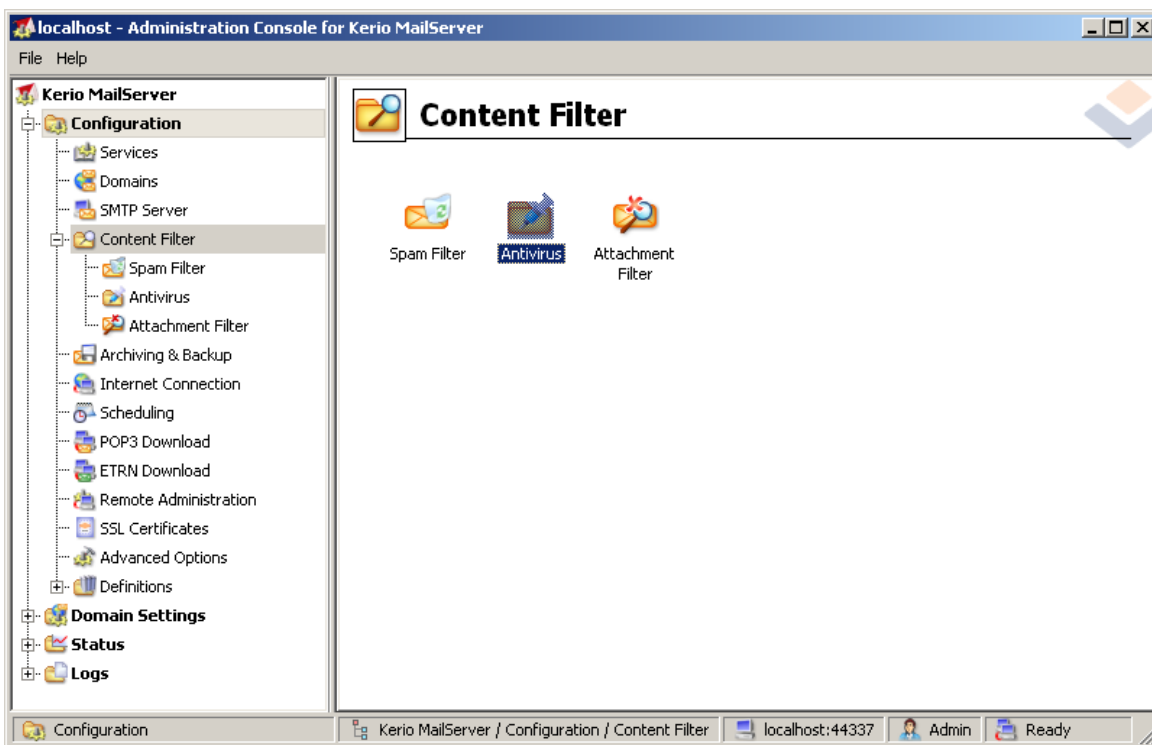 localhost - Administration Console for Kerio MailServer
File Help
Kerio MailServer
Configuration
Services
Domains
SMTP Server
Content Filter
Spam Filter
Antivirus
Attachment Filter
Archiving & Backup
Internet Connection
Scheduling
POP3 Download
ETRN Download
Remote Administration
SSL Certificates
Advanced Options
Definitions
Domain Settings
Status
Logs
Content Filter
Spam Filter
Antivirus
Attachment
Filter
Configuration
Kerio MailServer / Configuration / Content Filter
localhost:44337
Admin
Ready